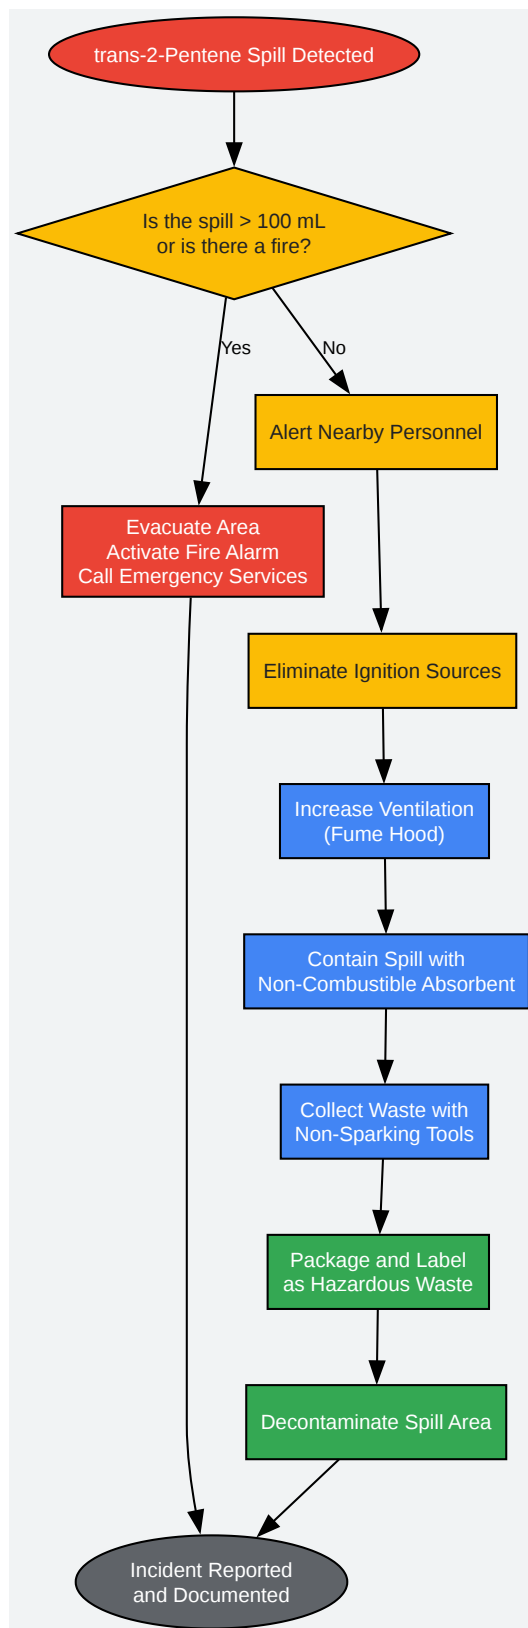 trans-2-Pentene Spill Detected
Is the spill > 100 mL
or is there a fire?
Yes
No
Alert Nearby Personnel
Evacuate Area
Activate Fire Alarm
Call Emergency Services
Eliminate Ignition Sources
Increase Ventilation
(Fume Hood)
Contain Spill with
Non-Combustible Absorbent
Collect Waste with
Non-Sparking Tools
Package and Label
as Hazardous Waste
Decontaminate Spill Area
Incident Reported
and Documented